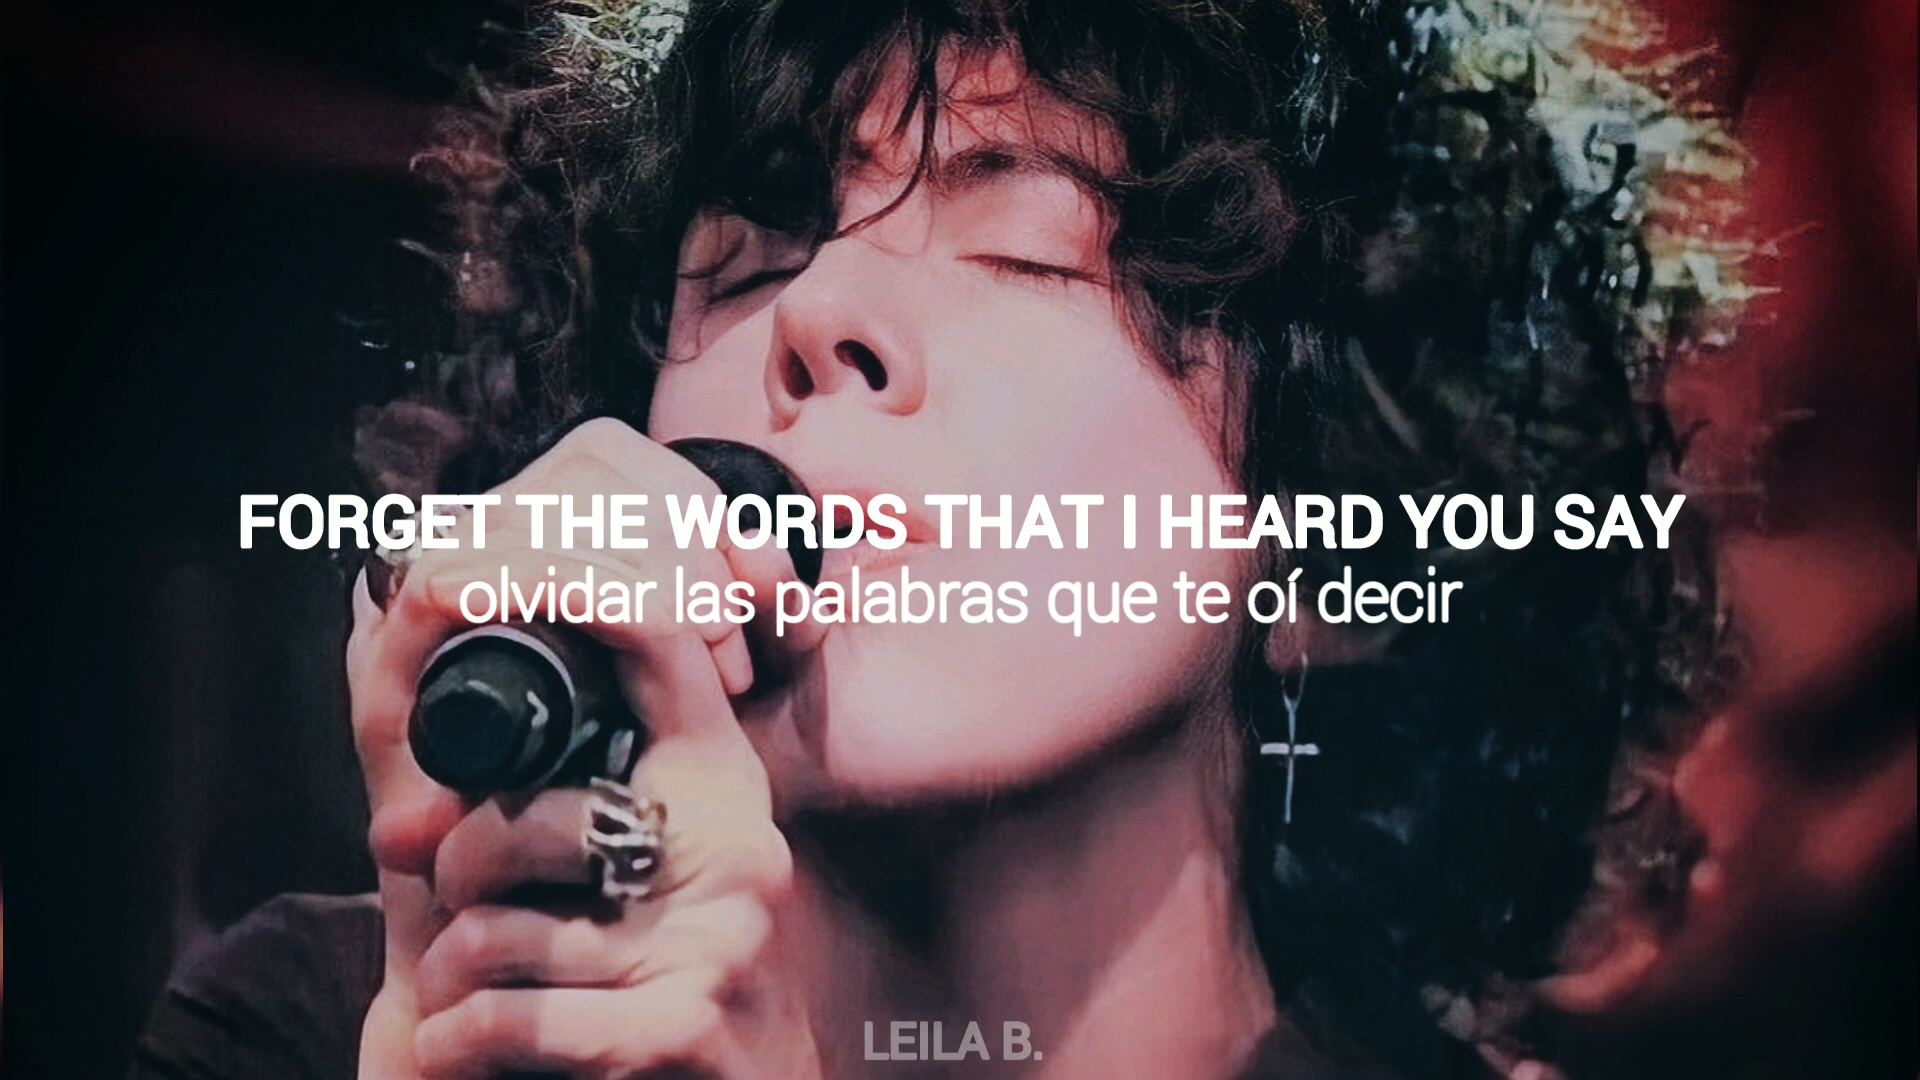 FORGET THE WORDS THAT I HEARD YOU SAY
olvidar las palabras que te oí decir
LEILA B.